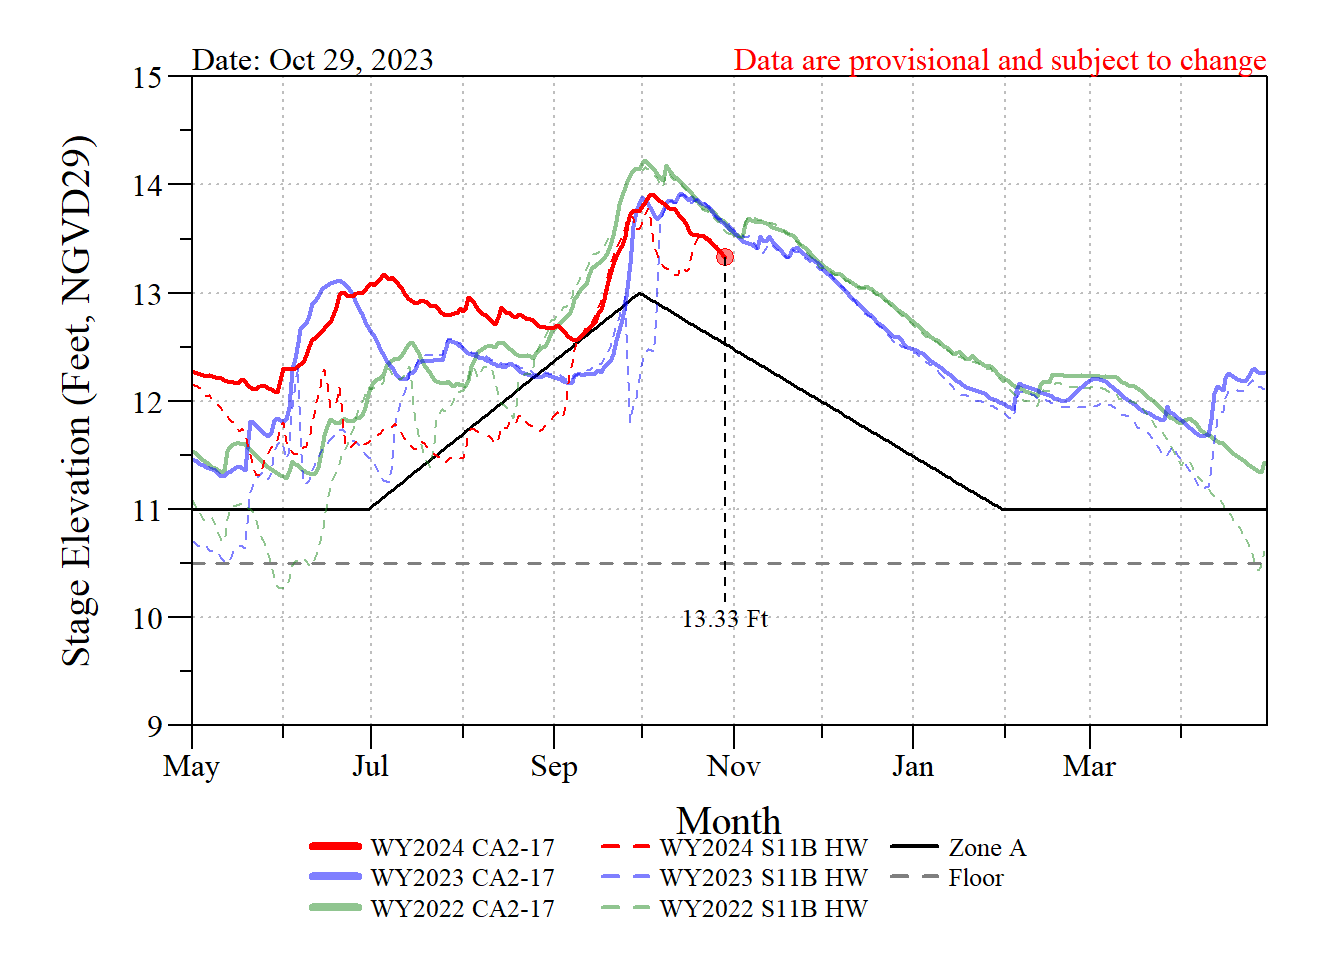 Date: Oct 29, 2023
Data are provisional and subject to change
Stage Elevation (Feet, NGVD29)
15
14
13
12
11
10
9
13.33 Ft
May Jul Sep Nov Jan Mar
Month
WY2024 CA2-17 WY2024 S11B HW Zone A
WY2023 CA2-17 WY2023 S11B HW Floor
WY2022 CA2-17 WY2022 S11B HW